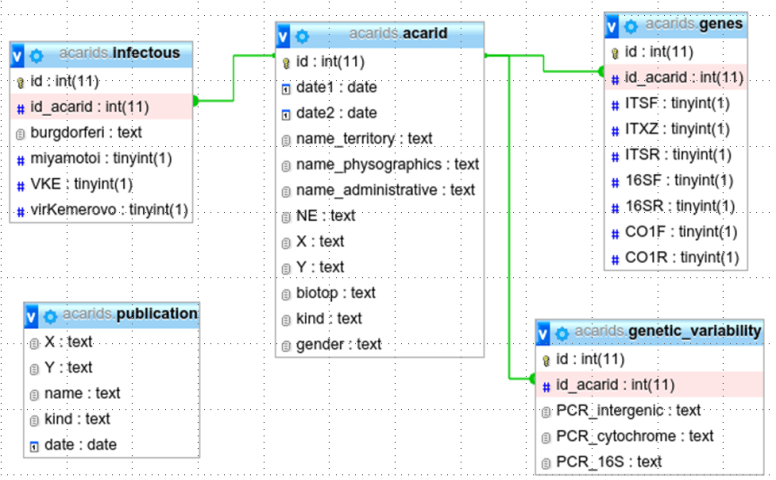 acarids.infectous
id : int(11)
id_acarid : int(11)
burgdorferi : text
miyamotoi : tinyint(1)
VKE : tinyint(1)
virKemerovo : tinyint(1)
acarids.acarid
id : int(11)
date1 : date
date2 : date
name_territory : text
name_physographics : text
name_administrative : text
NE : text
X : text
Y : text
biotop : text
kind : text
gender : text
acarids.genes
id : int(11)
id_acarid : int(11)
ITSF : tinyint(1)
ITXZ : tinyint(1)
ITSR : tinyint(1)
16SF : tinyint(1)
16SR : tinyint(1)
CO1F : tinyint(1)
CO1R : tinyint(1)
acarids.publication
X : text
Y : text
name : text
kind : text
date : date
acarids.genetic_variability
id : int(11)
id_acarid : int(11)
PCR_intergenic : text
PCR_cytochrome : text
PCR_16S : text